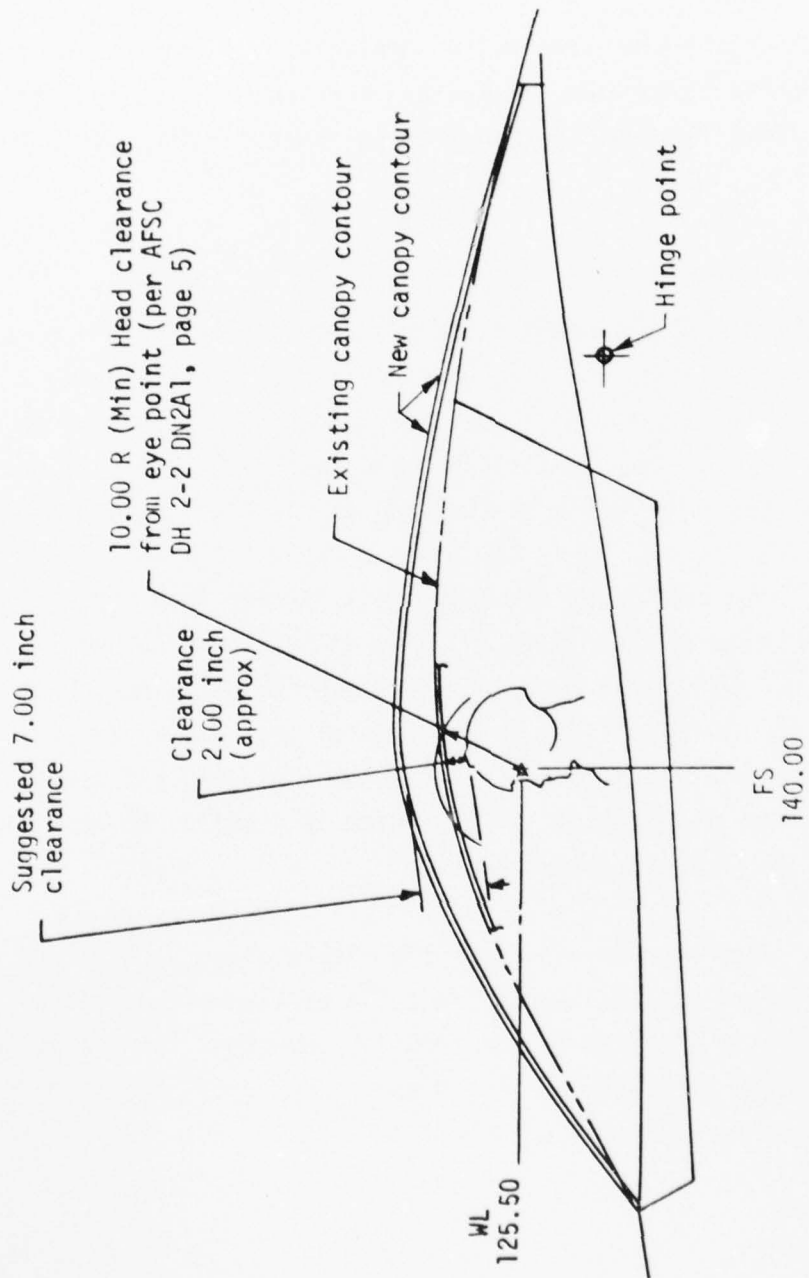 Suggested 7.00 inch
clearance
10.00 R (Min) Head clearance
from eye point (per AFSC
DH 2-2 DN2A1, page 5)
Clearance
2.00 inch
(approx)
Existing canopy contour
New canopy contour
Hinge point
WL
125.50
FS
140.00